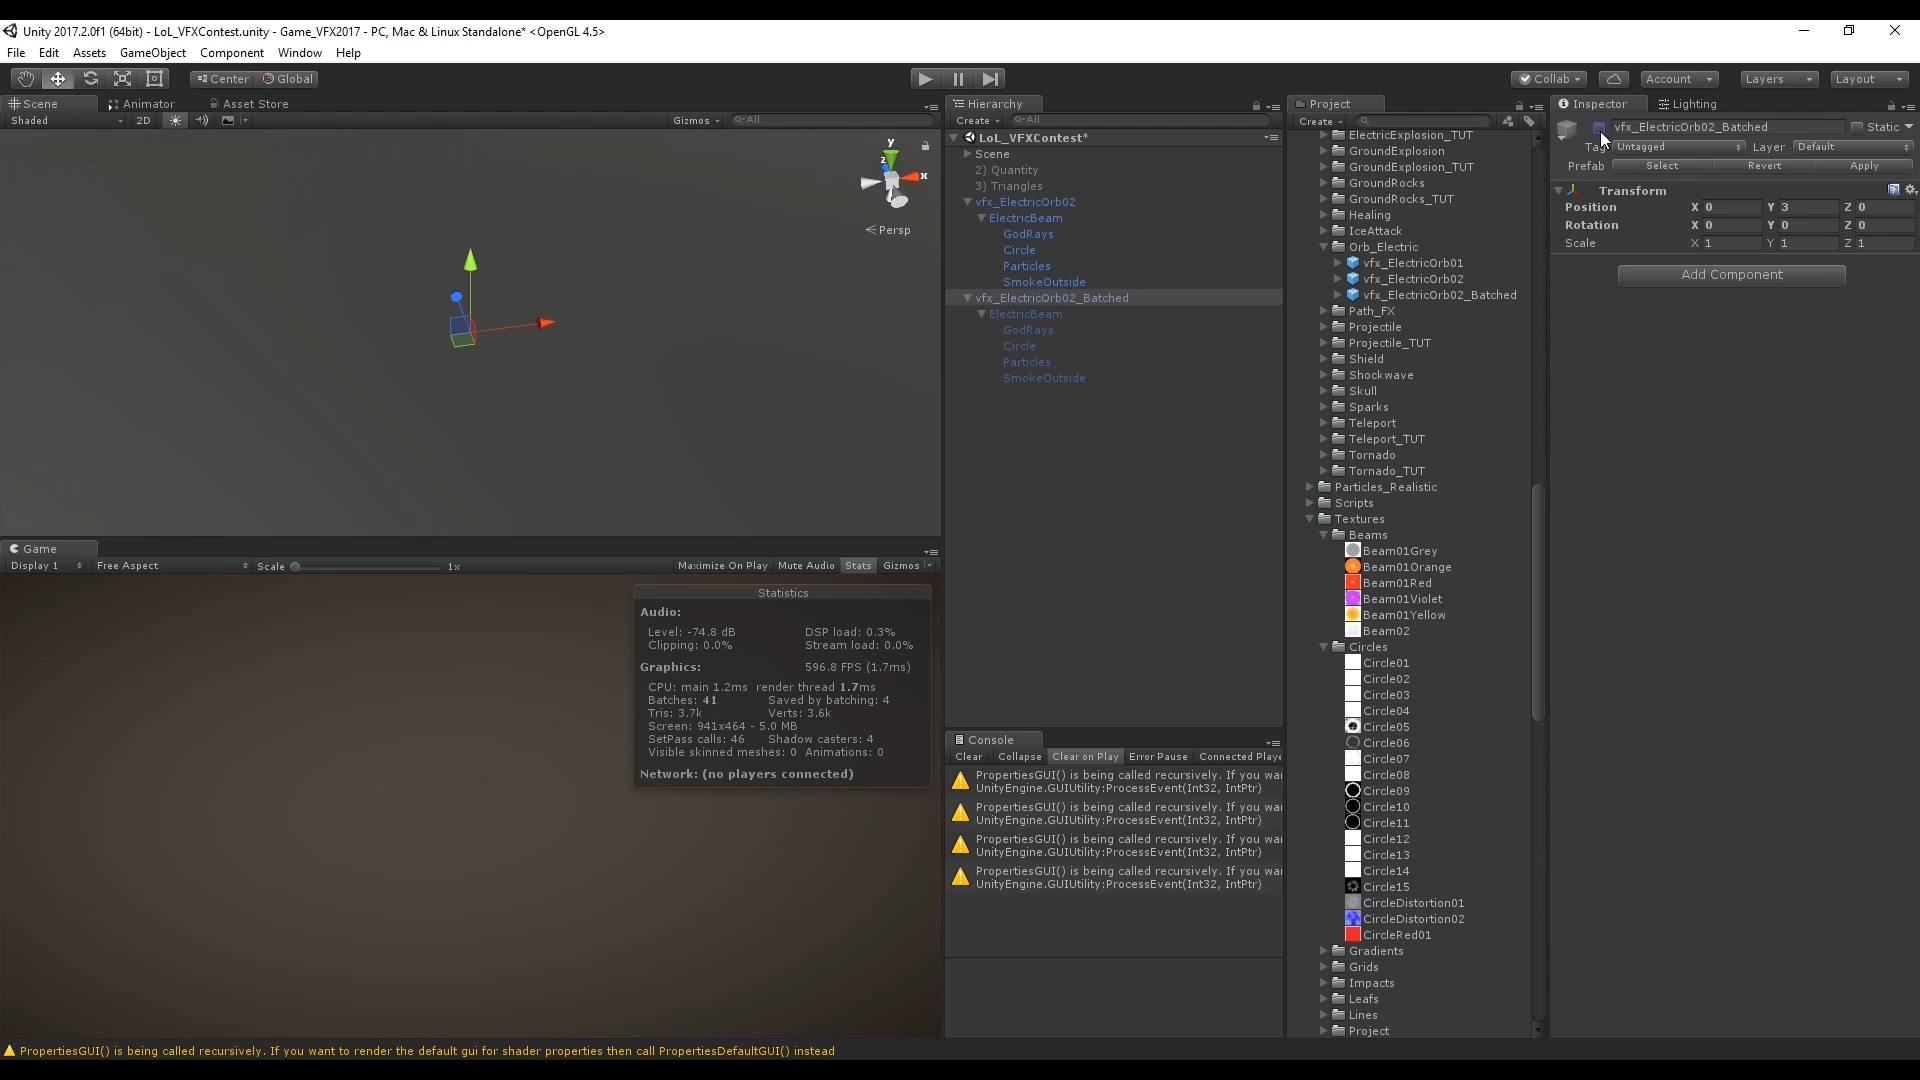 Unity 2017.2.0f1 (64bit) - LoL_VFXContest.unity - Game_VFX2017 - PC, Mac & Linux Standalone* <OpenGL 4.5>
File Edit Assets GameObject Component Window Help
Center Global
Collab Account Layers Layout
Scene Animator Asset Store
Shaded 2D Gizmos All
y
z
x
Persp
Game
Display 1 Free Aspect Scale 1x Maximize On Play Mute Audio Stats Gizmos
Statistics
Audio:
Level: -74.8 dB DSP load: 0.3%
Clipping: 0.0% Stream load: 0.0%
Graphics: 596.8 FPS (1.7ms)
CPU: main 1.2ms render thread 1.7ms
Batches: 41 Saved by batching: 4
Tris: 3.7k Verts: 3.6k
Screen: 941x464 - 5.0 MB
SetPass calls: 46 Shadow casters: 4
Visible skinned meshes: 0 Animations: 0
Network: (no players connected)
Hierarchy
Create All
LoL_VFXContest*
Scene
2) Quantity
3) Triangles
vfx_ElectricOrb02
ElectricBeam
GodRays
Circle
Particles
SmokeOutside
vfx_ElectricOrb02_Batched
ElectricBeam
GodRays
Circle
Particles
SmokeOutside
Console
Clear Collapse Clear on Play Error Pause Connected Playe
PropertiesGUI() is being called recursively. If you wa
UnityEngine.GUIUtility:ProcessEvent(Int32, IntPtr)
PropertiesGUI() is being called recursively. If you wa
UnityEngine.GUIUtility:ProcessEvent(Int32, IntPtr)
PropertiesGUI() is being called recursively. If you wa
UnityEngine.GUIUtility:ProcessEvent(Int32, IntPtr)
PropertiesGUI() is being called recursively. If you wa
UnityEngine.GUIUtility:ProcessEvent(Int32, IntPtr)
Project
Create
ElectricExplosion_TUT
GroundExplosion
GroundExplosion_TUT
GroundRocks
GroundRocks_TUT
Healing
IceAttack
Orb_Electric
vfx_ElectricOrb01
vfx_ElectricOrb02
vfx_ElectricOrb02_Batched
Path_FX
Projectile
Projectile_TUT
Shield
Shockwave
Skull
Sparks
Teleport
Teleport_TUT
Tornado
Tornado_TUT
Particles_Realistic
Scripts
Textures
Beams
Beam01Grey
Beam01Orange
Beam01Red
Beam01Violet
Beam01Yellow
Beam02
Circles
Circle01
Circle02
Circle03
Circle04
Circle05
Circle06
Circle07
Circle08
Circle09
Circle10
Circle11
Circle12
Circle13
Circle14
Circle15
CircleDistortion01
CircleDistortion02
CircleRed01
Gradients
Grids
Impacts
Leafs
Lines
Project
Inspector Lighting
vfx_ElectricOrb02_Batched Static
Tag Untagged Layer Default
Prefab Select Revert Apply
Transform
Position X 0 Y 3 Z 0
Rotation X 0 Y 0 Z 0
Scale X 1 Y 1 Z 1
Add Component
PropertiesGUI() is being called recursively. If you want to render the default gui for shader properties then call PropertiesDefaultGUI() instead